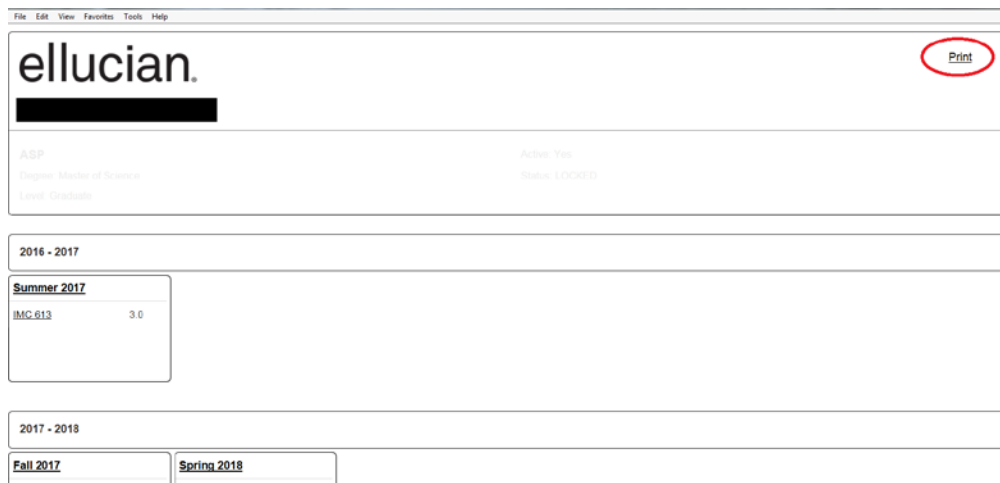 File Edit View Favorites Tools Help
ellucian.
Print
ASP
Active: Yes
Degree: Master of Science
Status: LOCKED
Level: Graduate
2016 - 2017
Summer 2017
IMC 613 3.0
2017 - 2018
Fall 2017 Spring 2018